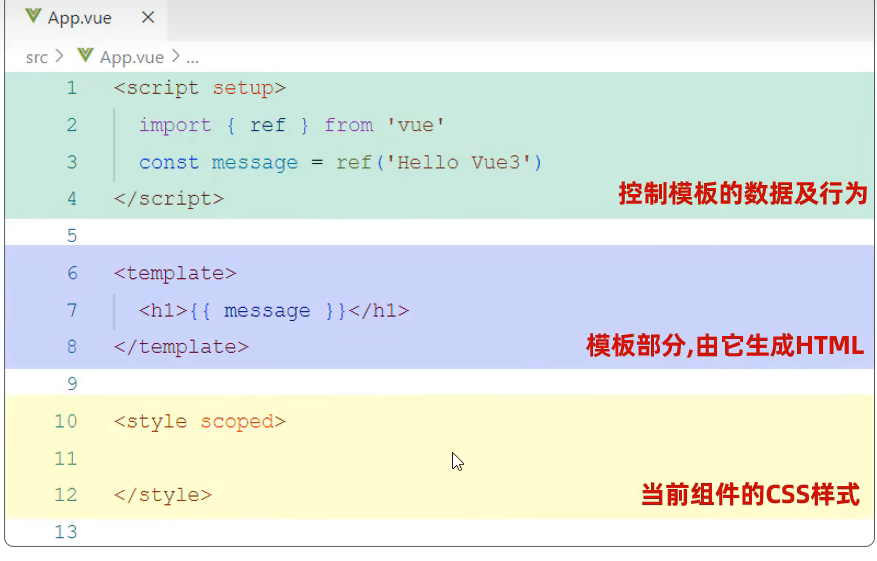 App.vue ×
src > App.vue > ...
1 <script setup>
2 import { ref } from 'vue'
3 const message = ref('Hello Vue3')
4 </script>
控制模板的数据及行为
5
6 <template>
7 <h1>{{ message }}</h1>
8 </template>
模板部分,由它生成HTML
9
10 <style scoped>
11
12 </style>
当前组件的CSS样式
13